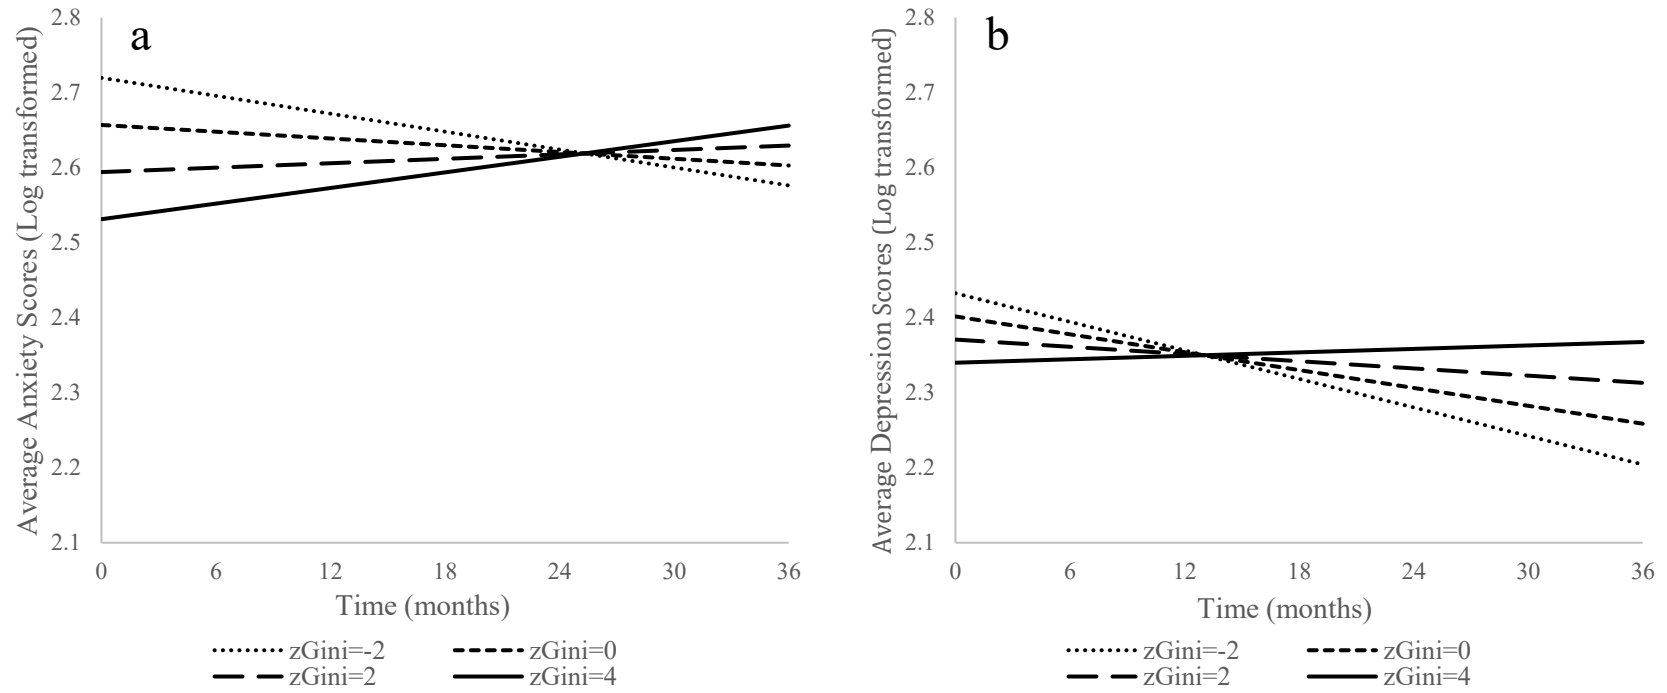 a
Average Anxiety Scores (Log transformed)
2.8
2.7
2.6
2.5
2.4
2.3
2.2
2.1
0 6 12 18 24 30 36
Time (months)
zGini=-2 zGini=0
zGini=2 zGini=4
b
Average Depression Scores (Log transformed)
2.8
2.7
2.6
2.5
2.4
2.3
2.2
2.1
0 6 12 18 24 30 36
Time (months)
zGini=-2 zGini=0
zGini=2 zGini=4